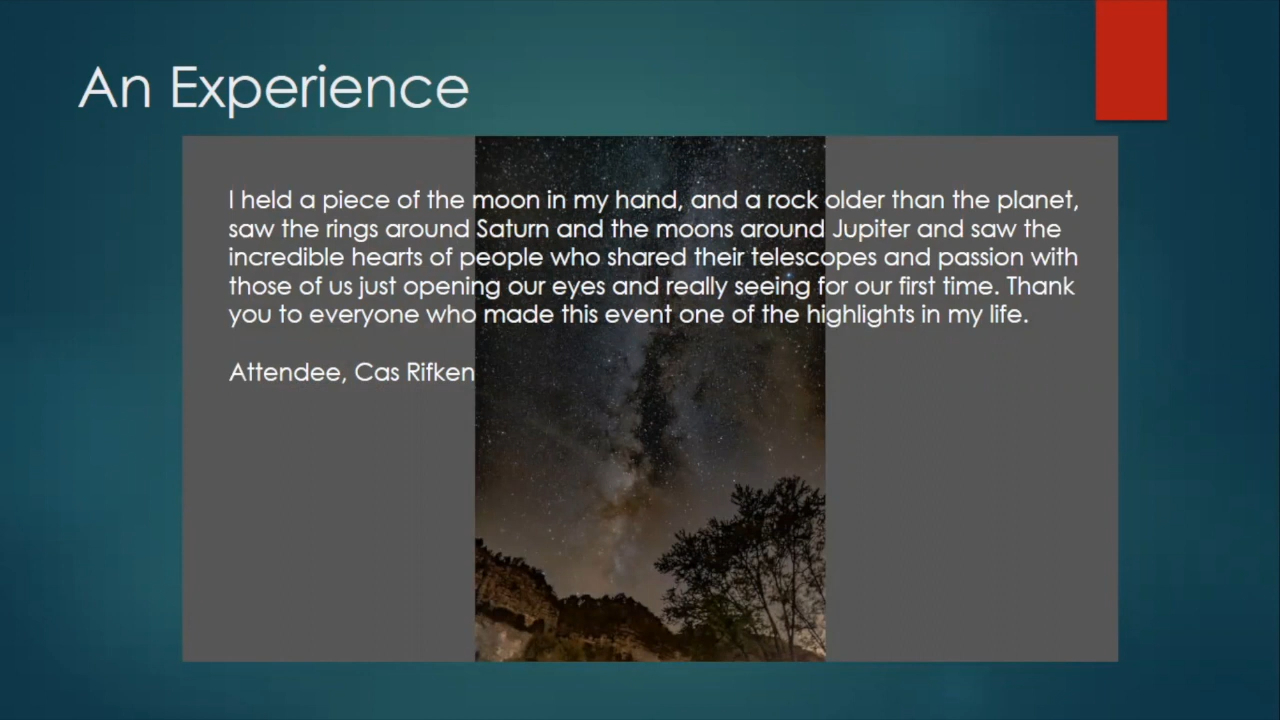 An Experience
I held a piece of the moon in my hand, and a rock older than the planet,
saw the rings around Saturn and the moons around Jupiter and saw the
incredible hearts of people who shared their telescopes and passion with
those of us just opening our eyes and really seeing for our first time. Thank
you to everyone who made this event one of the highlights in my life.
Attendee, Cas Rifken